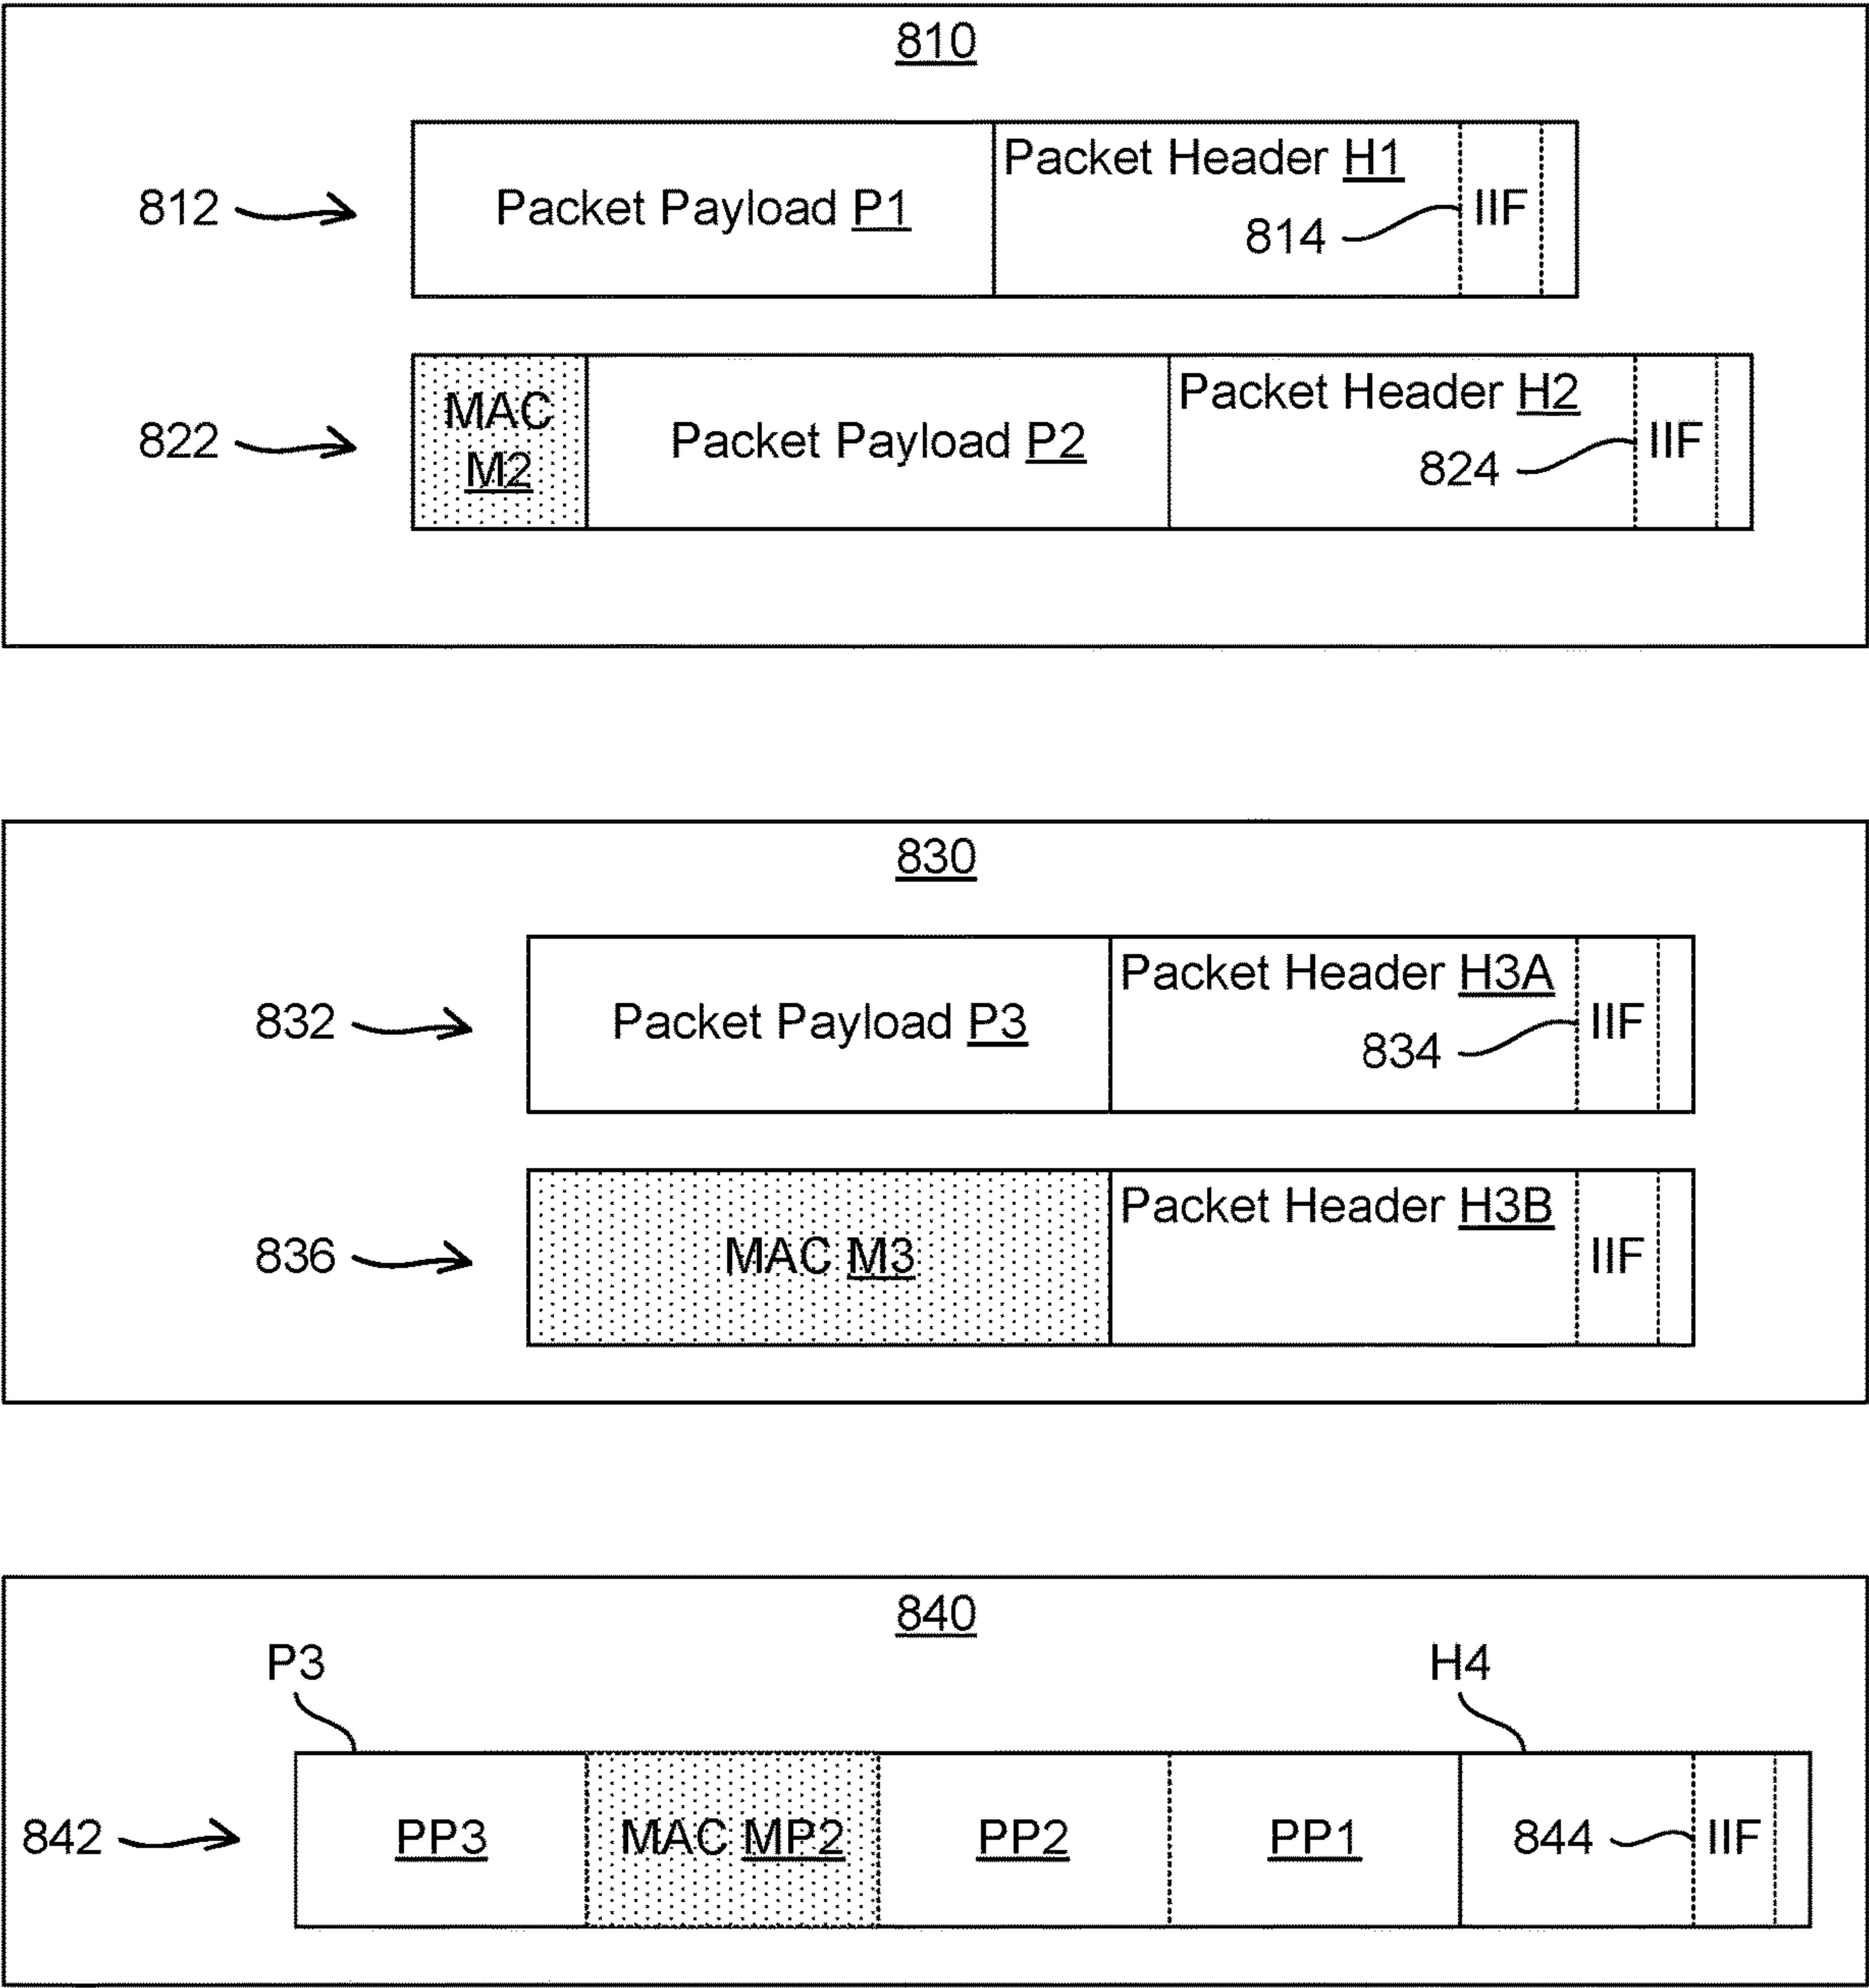 810
Packet Header H1
812 Packet Payload P1 IIF
814
Packet Header H2
MAC
822 Packet Payload P2 IIF
M2 824
830
Packet Header H3A
832 Packet Payload P3 IIF
834
Packet Header H3B
836 MAC M3 IIF
840
P3 H4
842 PP3 MAC MP2 PP2 PP1 844 IIF